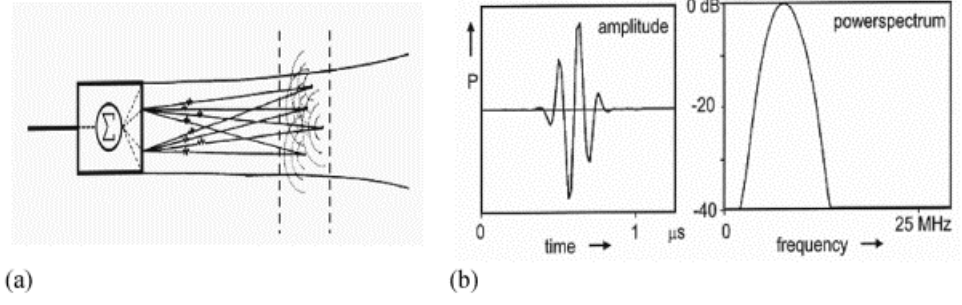 Σ
amplitude
P
0
1
μs
time
0 dB
powerspectrum
-20
-40
25 MHz
0
frequency
(a)
(b)